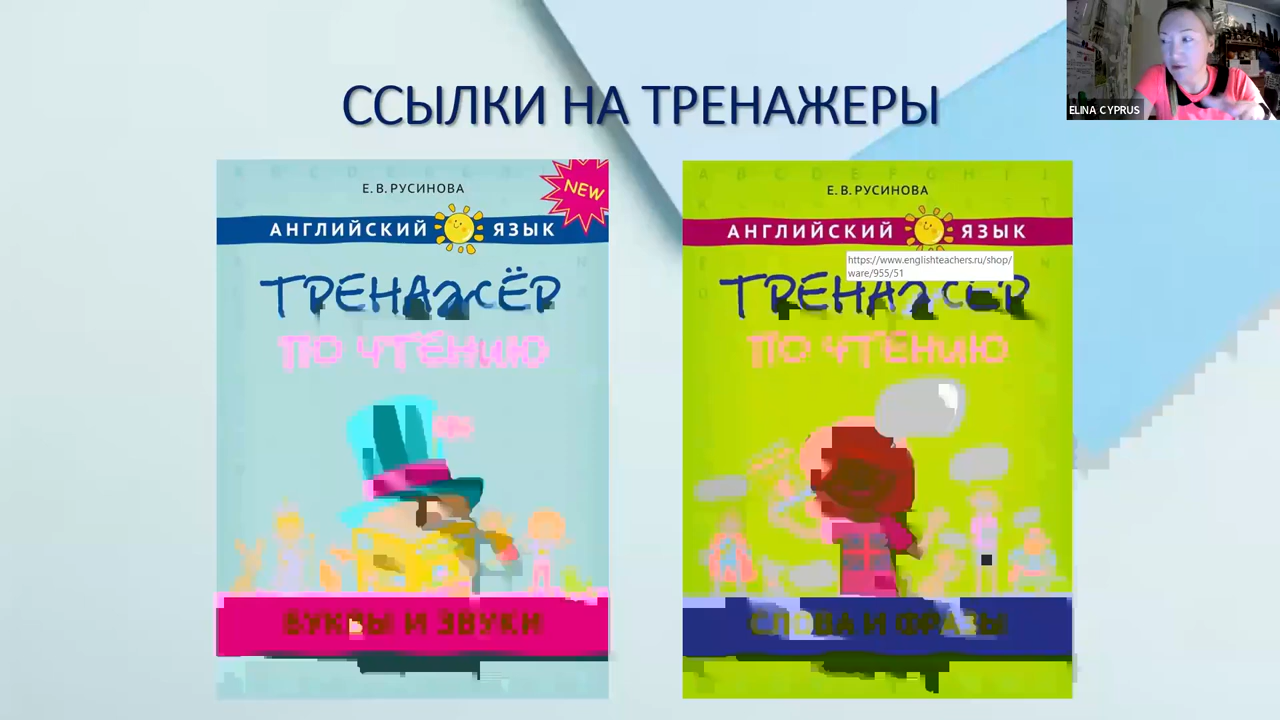 ССЫЛКИ НА ТРЕНАЖЕРЫ
ELINA CYPRUS
Е. В. РУСИНОВА
NEW
АНГЛИЙСКИЙ ЯЗЫК
ТРЕНАЖЁР
ПО ЧТЕНИЮ
БУКВЫ И ЗВУКИ
Е. В. РУСИНОВА
АНГЛИЙСКИЙ ЯЗЫК
https://www.englishteachers.ru/shop/
ware/955/51
ТРЕНАЖЕР
ПО ЧТЕНИЮ
СЛОВА И ФРАЗЫ